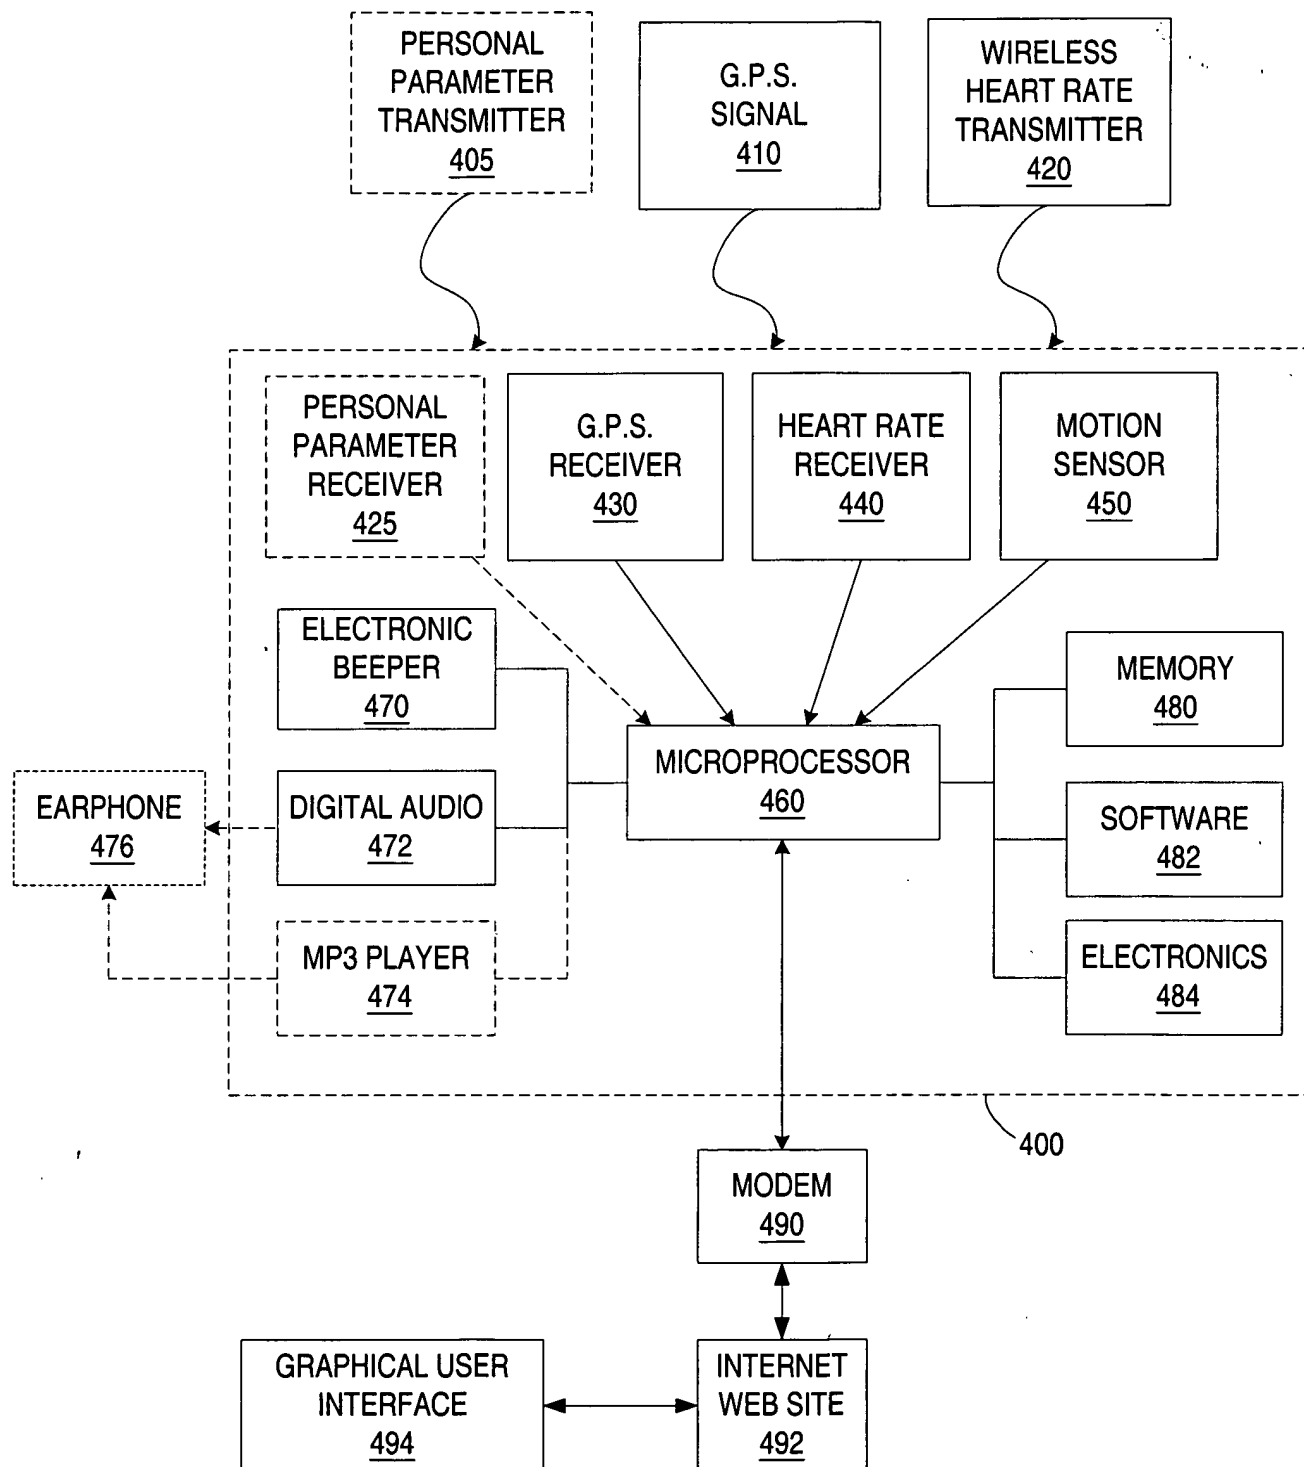 PERSONAL
PARAMETER
TRANSMITTER
405
G.P.S.
SIGNAL
410
WIRELESS
HEART RATE
TRANSMITTER
420
PERSONAL
PARAMETER
RECEIVER
425
G.P.S.
RECEIVER
430
HEART RATE
RECEIVER
440
MOTION
SENSOR
450
ELECTRONIC
BEEPER
470
MICROPROCESSOR
460
MEMORY
480
EARPHONE
476
DIGITAL AUDIO
472
SOFTWARE
482
MP3 PLAYER
474
ELECTRONICS
484
400
MODEM
490
GRAPHICAL USER
INTERFACE
494
INTERNET
WEB SITE
492